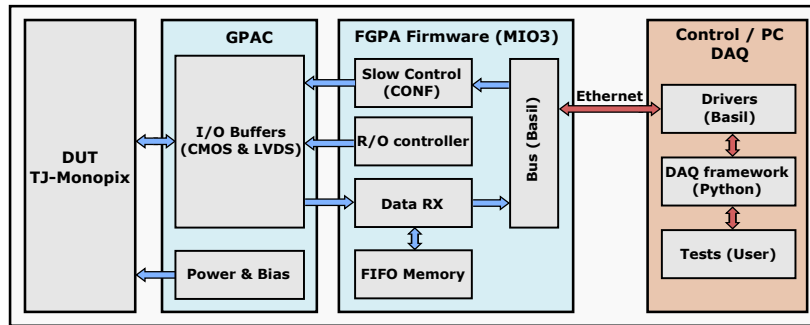 DUT
TJ-Monopix
GPAC
I/O Buffers
(CMOS & LVDS)
Power & Bias
FGPA Firmware (MIO3)
Slow Control
(CONF)
R/O controller
Data RX
FIFO Memory
Bus (Basil)
Ethernet
Control / PC
DAQ
Drivers
(Basil)
DAQ framework
(Python)
Tests (User)